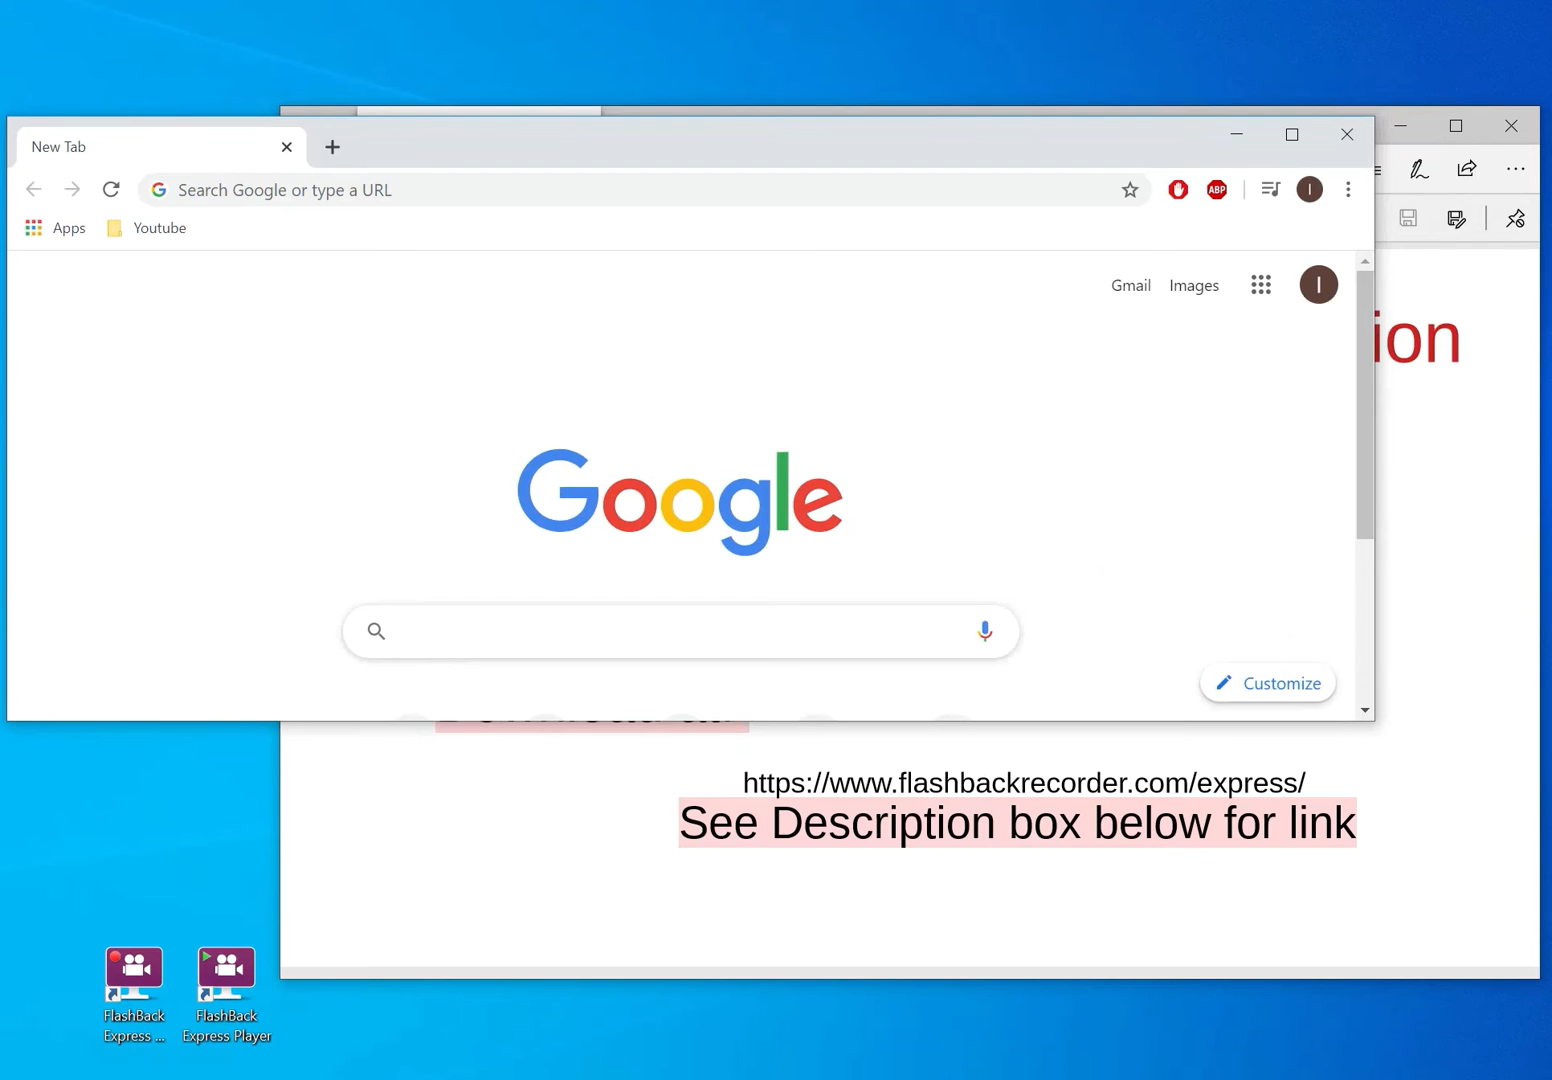 New Tab
Search Google or type a URL
ABP
I
Apps
Youtube
Gmail
Images
I
ion
Google
Customize
https://www.flashbackrecorder.com/express/
See Description box below for link
FlashBack
Express ...
FlashBack
Express Player